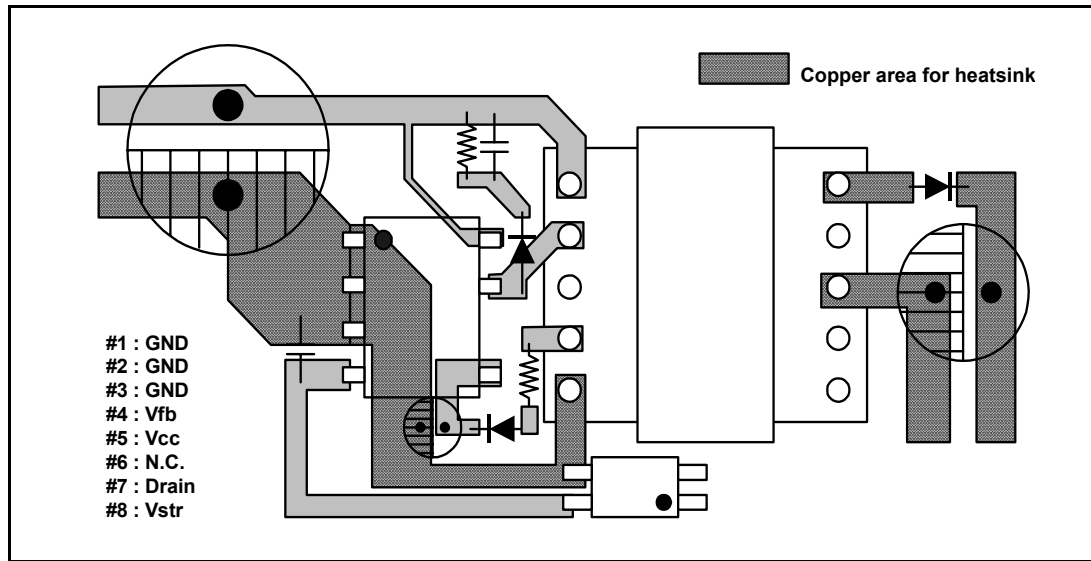 Copper area for heatsink
#1 : GND
#2 : GND
#3 : GND
#4 : Vfb
#5 : Vcc
#6 : N.C.
#7 : Drain
#8 : Vstr